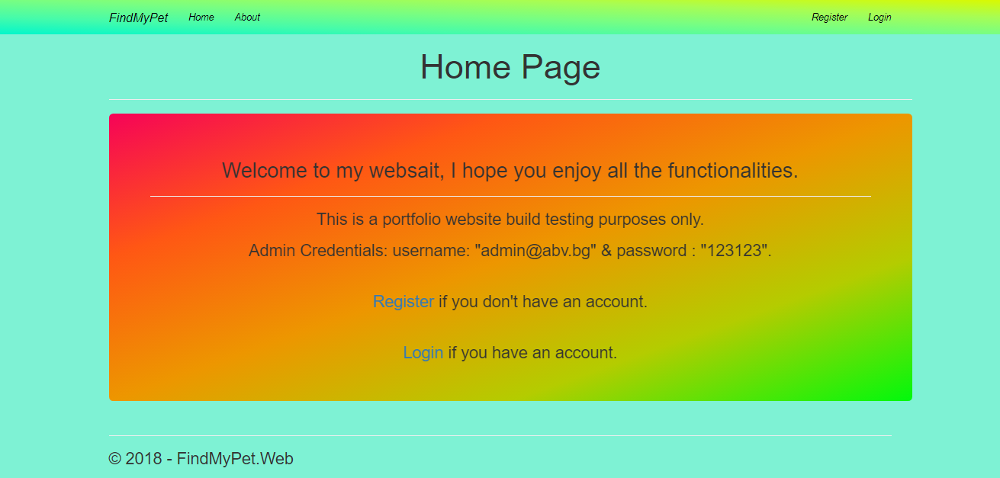 FindMyPet Home About Register Login
Home Page
Welcome to my websait, I hope you enjoy all the functionalities.
This is a portfolio website build testing purposes only.
Admin Credentials: username: "admin@abv.bg" & password : "123123".
Register if you don't have an account.
Login if you have an account.
© 2018 - FindMyPet.Web